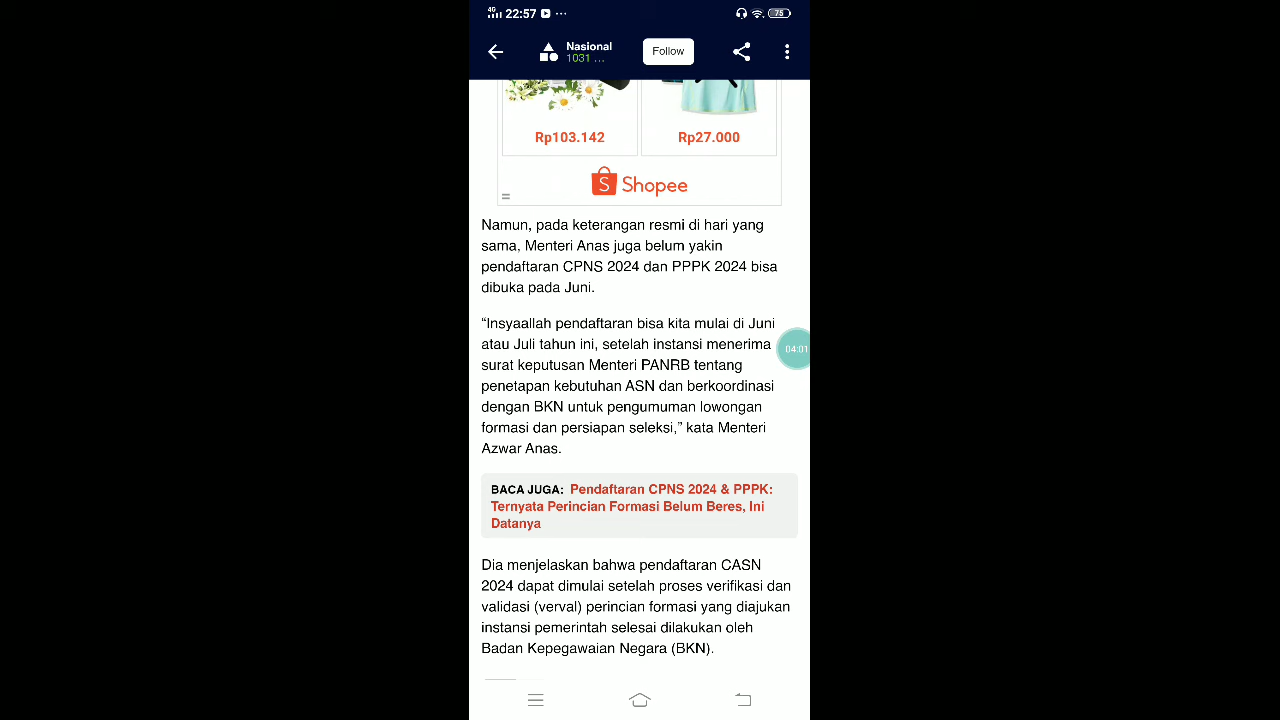 4G 22:57 ... 75
Nasional
1031 ...
Follow
Rp103.142
Rp27.000
S Shopee
Namun, pada keterangan resmi di hari yang
sama, Menteri Anas juga belum yakin
pendaftaran CPNS 2024 dan PPPK 2024 bisa
dibuka pada Juni.
“Insyaallah pendaftaran bisa kita mulai di Juni
atau Juli tahun ini, setelah instansi menerima
04:01
surat keputusan Menteri PANRB tentang
penetapan kebutuhan ASN dan berkoordinasi
dengan BKN untuk pengumuman lowongan
formasi dan persiapan seleksi,” kata Menteri
Azwar Anas.
BACA JUGA: Pendaftaran CPNS 2024 & PPPK:
Ternyata Perincian Formasi Belum Beres, Ini
Datanya
Dia menjelaskan bahwa pendaftaran CASN
2024 dapat dimulai setelah proses verifikasi dan
validasi (verval) perincian formasi yang diajukan
instansi pemerintah selesai dilakukan oleh
Badan Kepegawaian Negara (BKN).